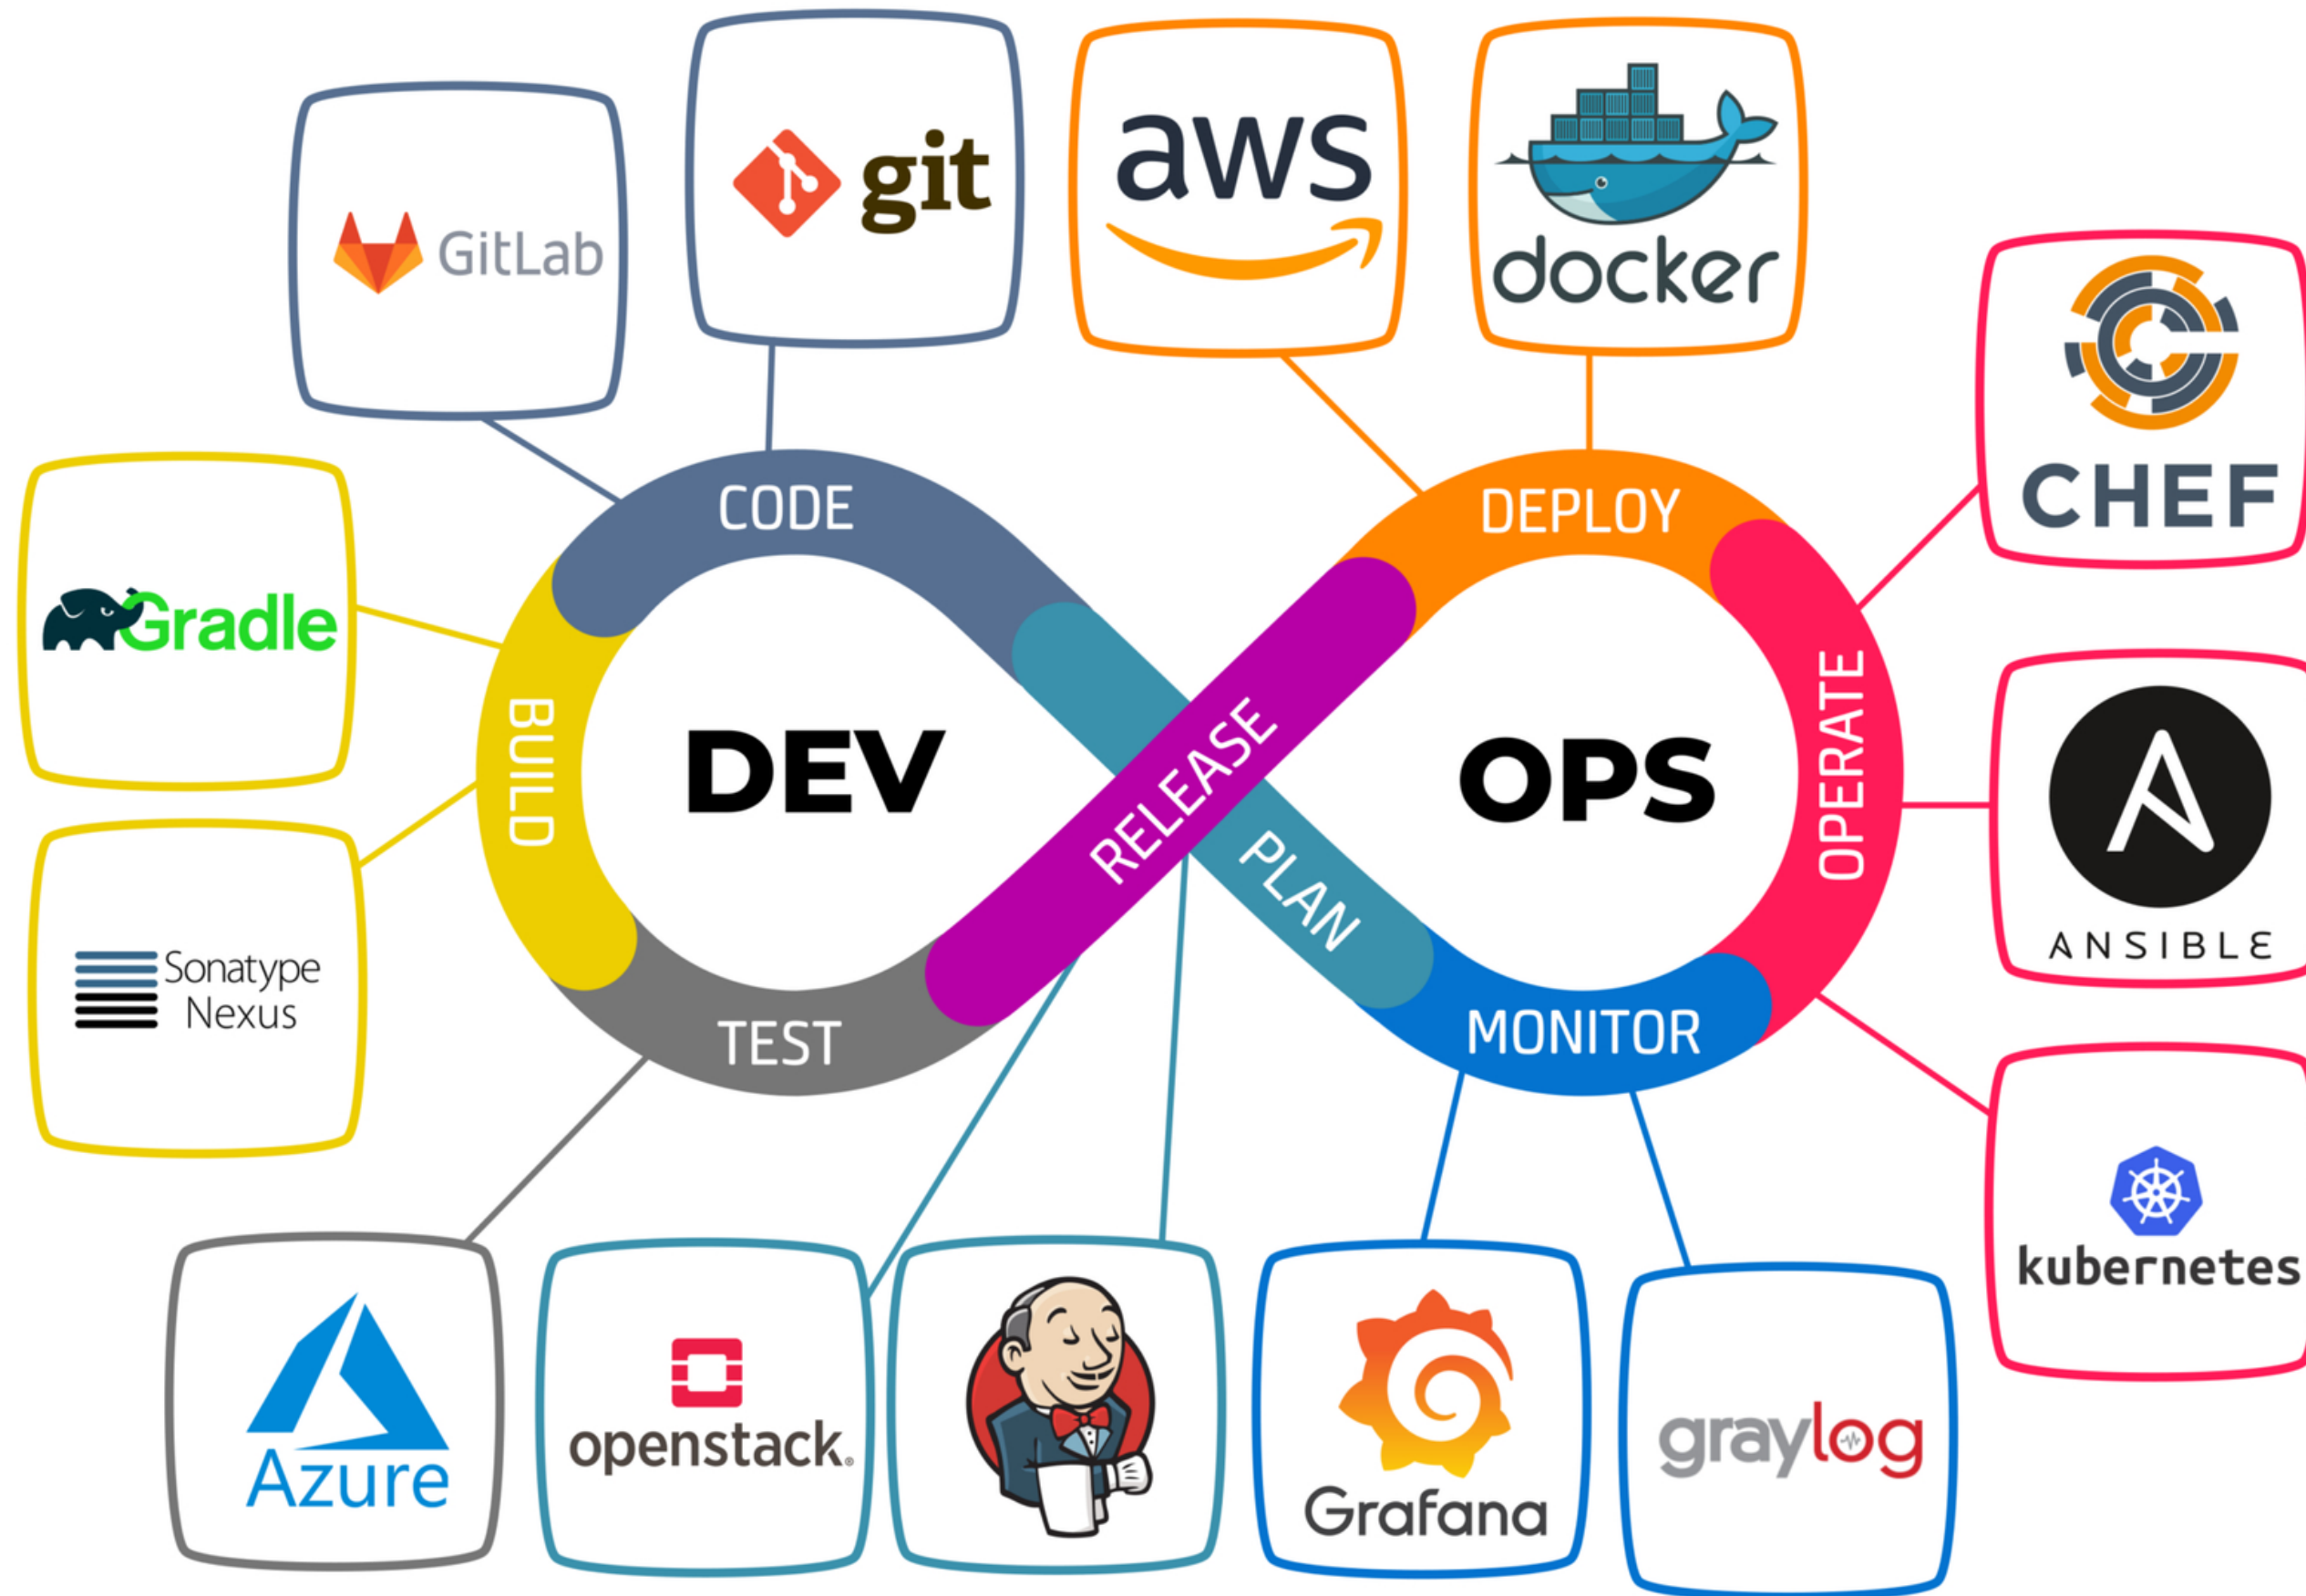 GitLab
git
aws
docker
CHEF
Gradle
Sonatype
Nexus
CODE
BUILD
TEST
DEV
RELEASE
PLAN
DEPLOY
OPERATE
MONITOR
OPS
ANSIBLE
kubernetes
Azure
openstack®
Grafana
graylog